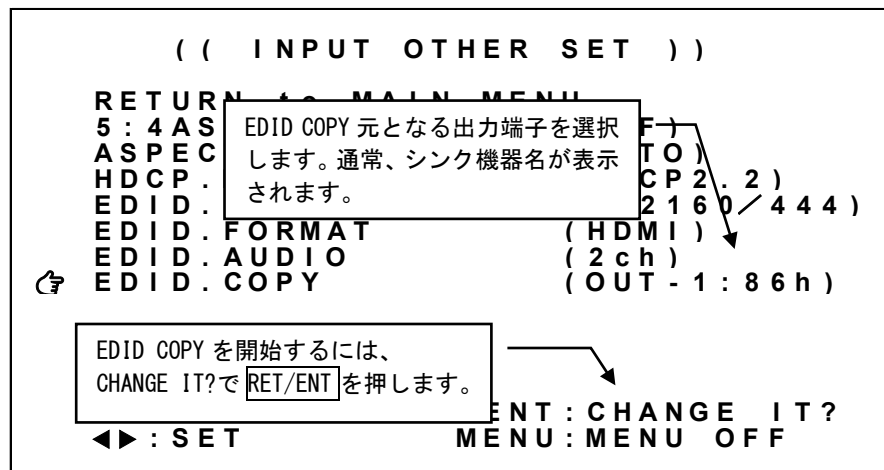 (( INPUT OTHER SET ))
RETURN to MAIN MENU
5:4AS F)
ASPEC TO)
HDCP. CP2.2)
EDID. 2160/444)
EDID.FORMAT (HDMI)
EDID.AUDIO (2ch)
EDID.COPY (OUT-1:86h)
EDID COPY 元となる出力端子を選択
します。通常、シンク機器名が表示
されます。
EDID COPY を開始するには、
CHANGE IT?で RET/ENT を押します。
ENT:CHANGE IT?
◀▶:SET MENU:MENU OFF